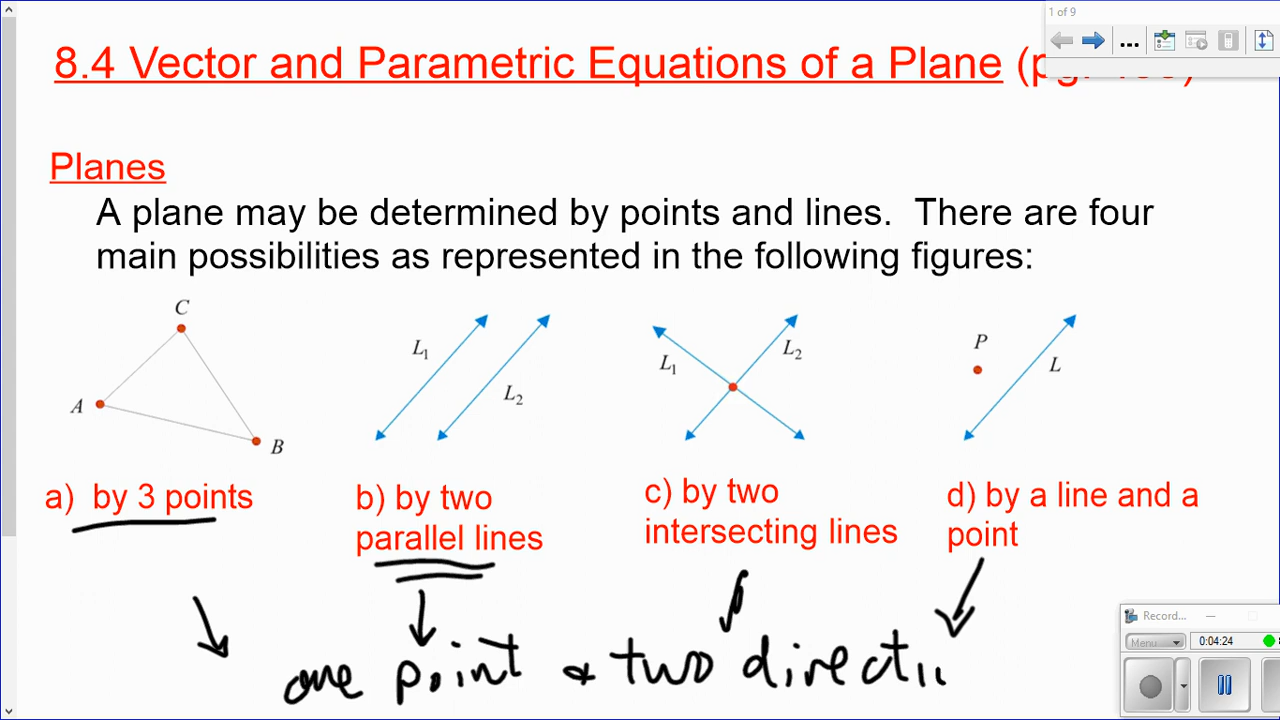 1 of 9
8.4 Vector and Parametric Equations of a Plane
Planes
A plane may be determined by points and lines. There are four
main possibilities as represented in the following figures:
C
A
B
L1
L2
L1
L2
P
L
a) by 3 points
b) by two
parallel lines
c) by two
intersecting lines
d) by a line and a
point
one point & two directi
Record...
Menu
0:04:24